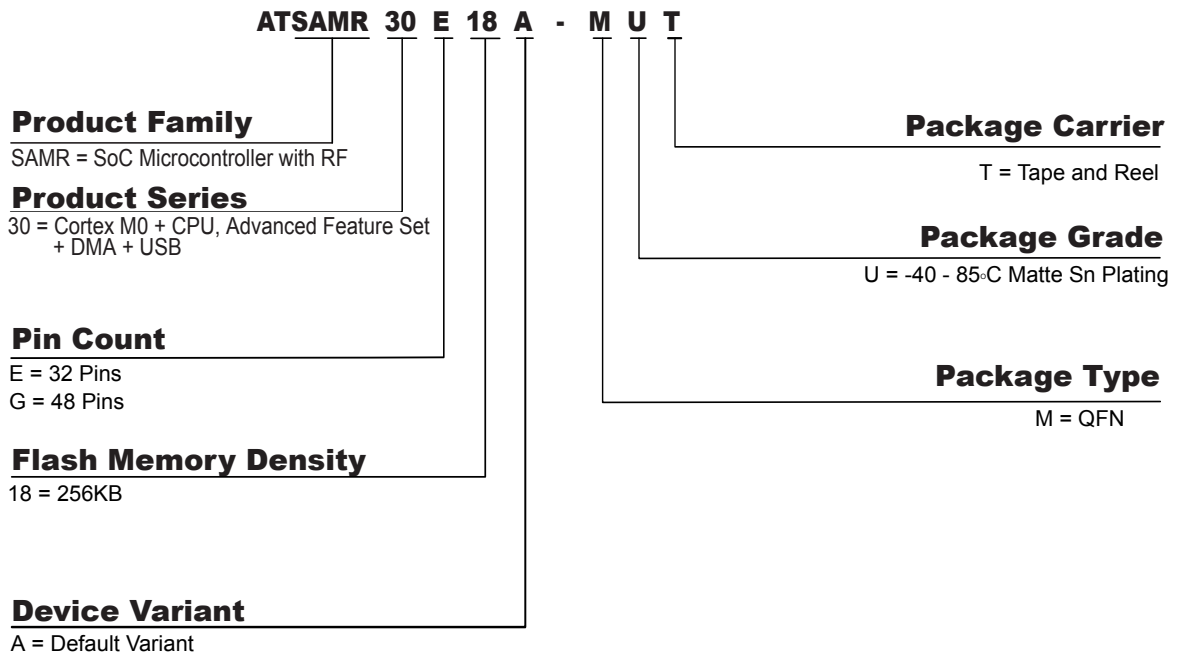 ATSAMR 30 E 18 A - M U T
Product Family
SAMR = SoC Microcontroller with RF
Product Series
30 = Cortex M0 + CPU, Advanced Feature Set
+ DMA + USB
Pin Count
E = 32 Pins
G = 48 Pins
Flash Memory Density
18 = 256KB
Device Variant
A = Default Variant
Package Carrier
T = Tape and Reel
Package Grade
U = -40 - 85◦C Matte Sn Plating
Package Type
M = QFN